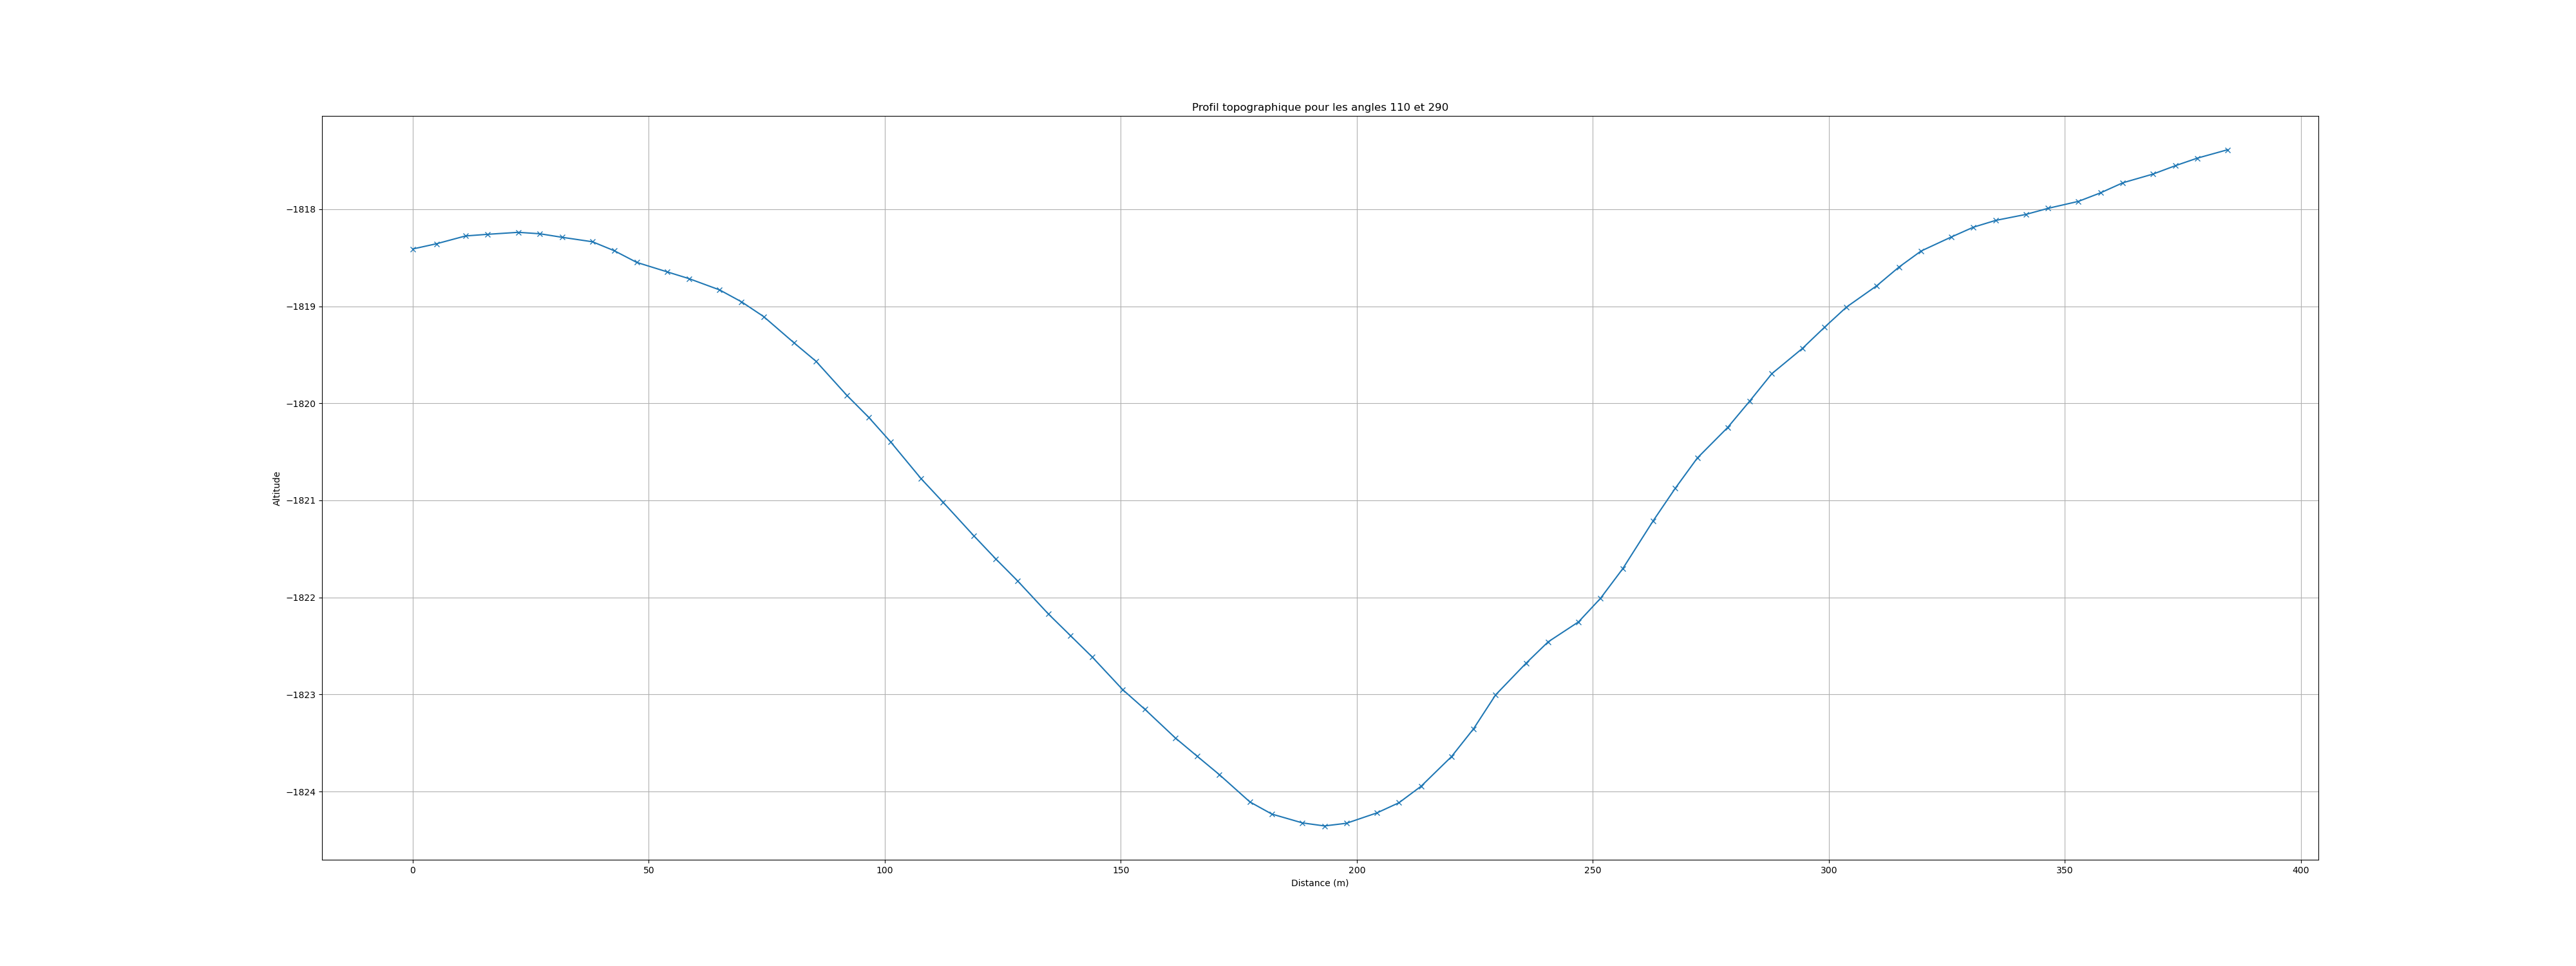 Profil topographique pour les angles 110 et 290
−1818
−1819
−1820
−1821
−1822
−1823
−1824
Altitude
0 50 100 150 200 250 300 350 400
Distance (m)